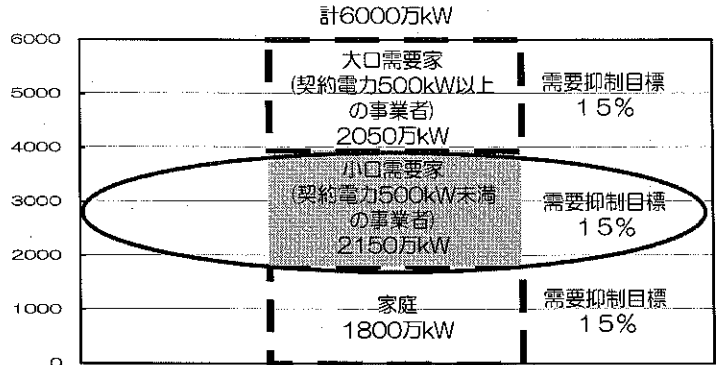 計6000万kW
6000
5000
4000
3000
2000
1000
0
大口需要家
(契約電力500kW以上
の事業者)
2050万kW
需要抑制目標
15%
小口需要家
(契約電力500kW未満
の事業者)
2150万kW
需要抑制目標
15%
家庭
1800万kW
需要抑制目標
15%